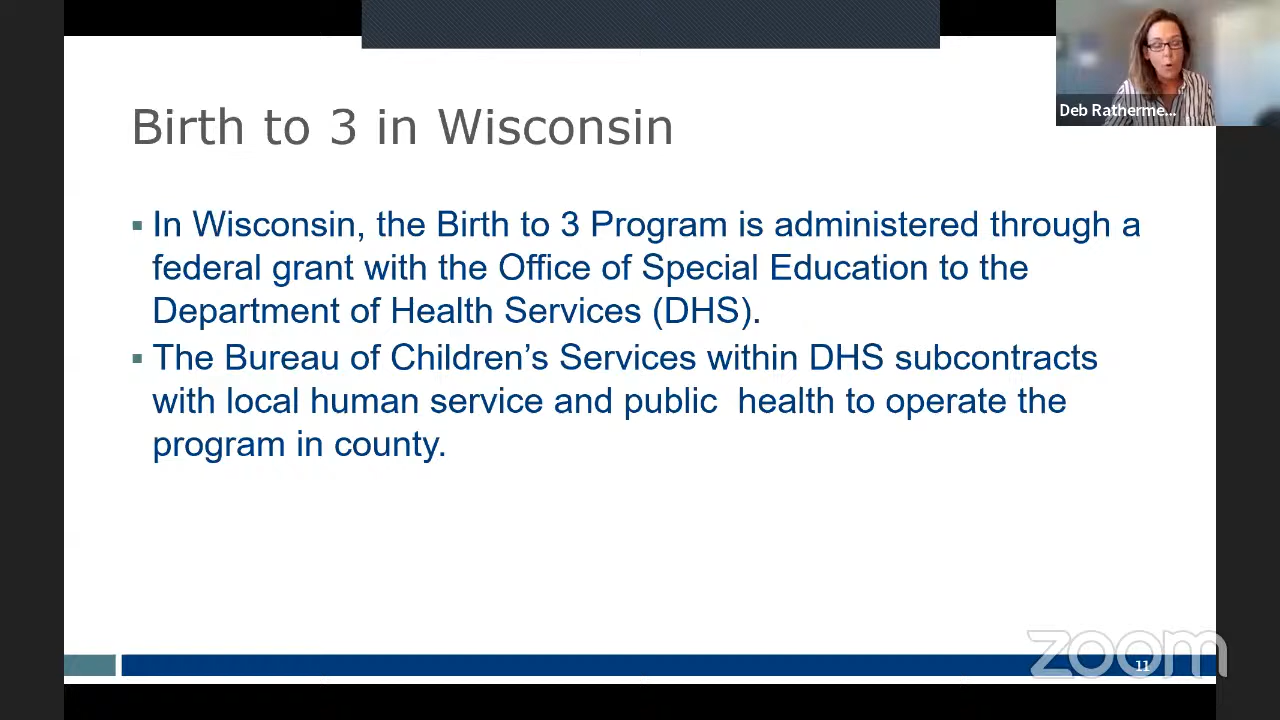 Deb Ratherme...
Birth to 3 in Wisconsin
▪ In Wisconsin, the Birth to 3 Program is administered through a
federal grant with the Office of Special Education to the
Department of Health Services (DHS).
▪ The Bureau of Children’s Services within DHS subcontracts
with local human service and public  health to operate the
program in county.
zoom
11